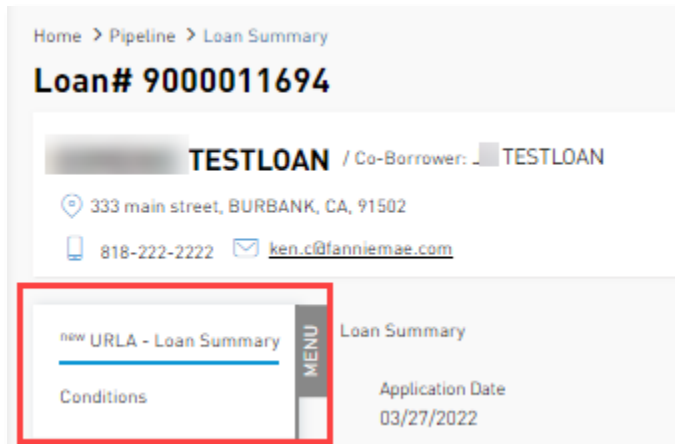 Home > Pipeline > Loan Summary
Loan# 9000011694
TESTLOAN / Co-Borrower: TESTLOAN
333 main street, BURBANK, CA, 91502
818-222-2222 ken.c@fanniemae.com
new URLA - Loan Summary
MENU
Loan Summary
Conditions
Application Date
03/27/2022